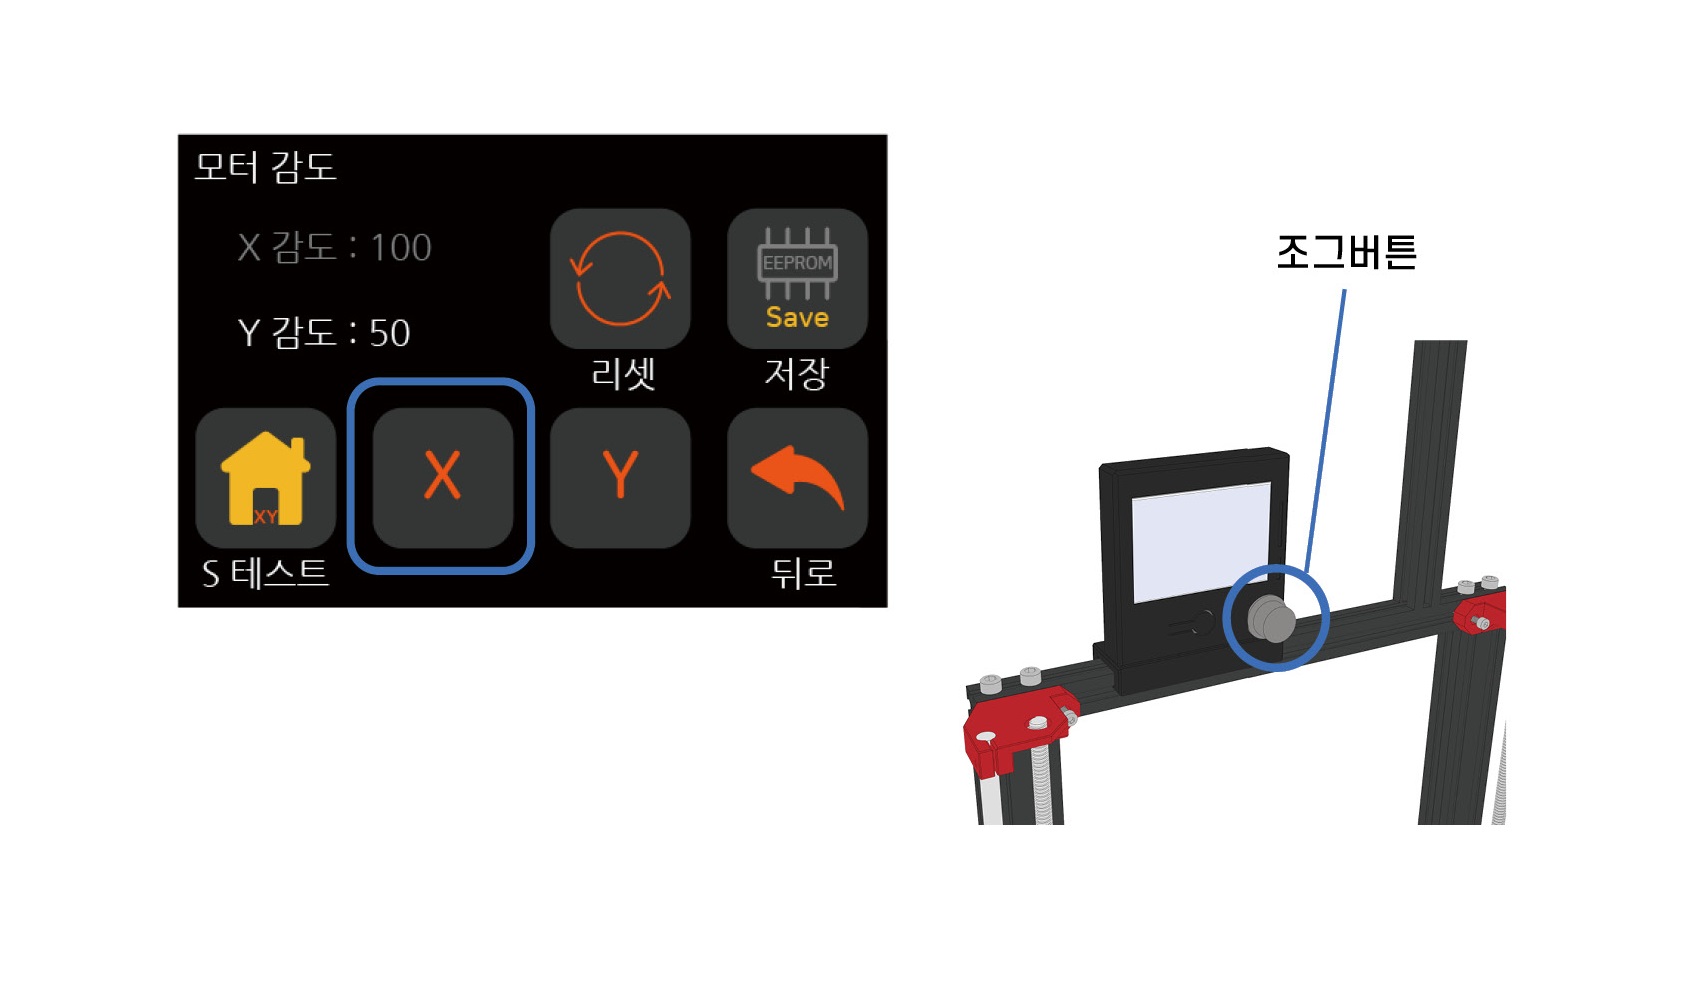 모터 감도
X 감도 : 100
Y 감도 : 50
EEPROM
Save
리셋
저장
XY
X
Y
S 테스트
뒤로
조그버튼